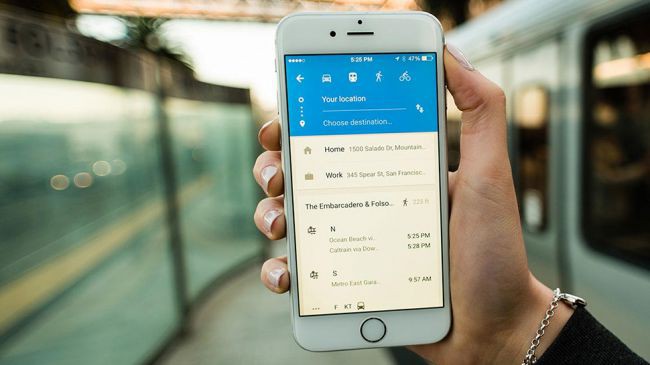 5:25 PM 47%
Your location
Choose destination...
Home 1500 Salado Dr, Mountain...
Work 345 Spear St, San Francisc...
The Embarcadero & Folso... 223 ft
N
Ocean Beach vi... 5:25 PM
Caltrain via Dow... 5:28 PM
S
Metro East Gara... 9:57 AM
... F KT